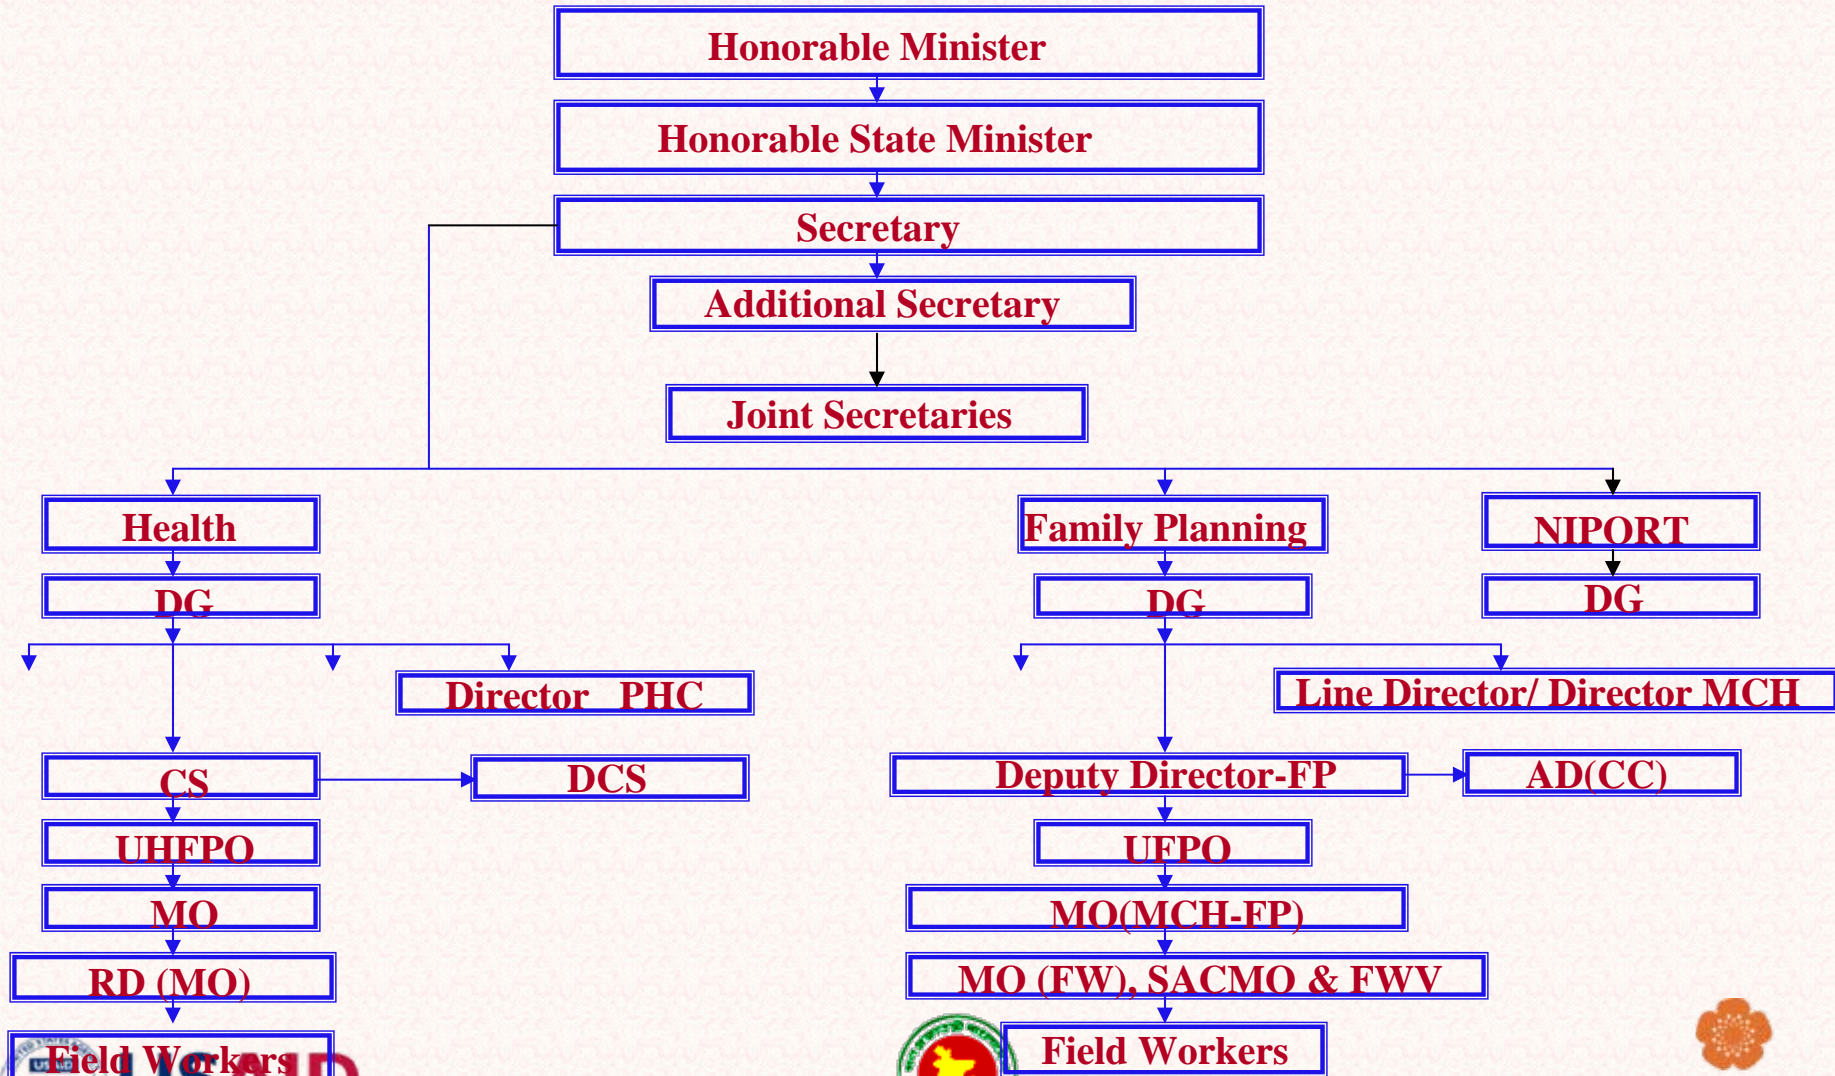 Honorable Minister
Honorable State Minister
Secretary
Additional Secretary
Joint Secretaries
Health
Family Planning
NIPORT
DG
DG
DG
Director PHC
Line Director/ Director MCH
CS
DCS
Deputy Director-FP
AD(CC)
UHFPO
UFPO
MO
MO(MCH-FP)
RD (MO)
MO (FW), SACMO & FWV
Field Workers
Field Workers
USAID
USAID